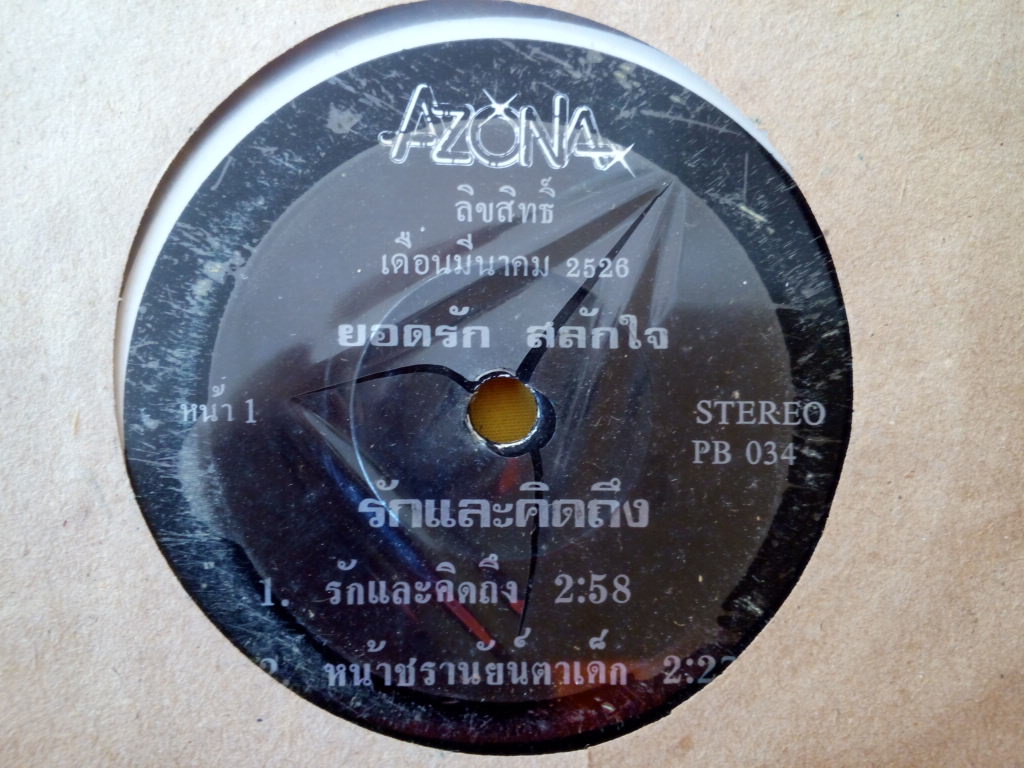 AZONA
ลิขสิทธิ์
เดือนมีนาคม 2526
ยอดรัก สลักใจ
หน้า 1
STEREO
PB 034
รักและคิดถึง
1. รักและคิดถึง 2:58
2. หน้าชรานัยน์ตาเด็ก